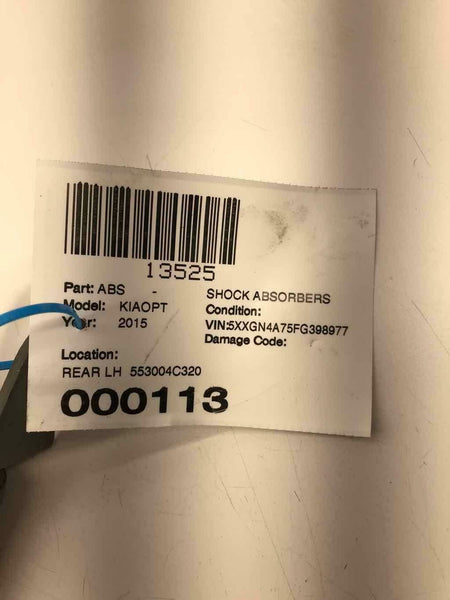 13525
Part: ABS - SHOCK ABSORBERS
Model: KIAOPT Condition:
Year: 2015 VIN:5XXGN4A75FG398977
Damage Code:
Location:
REAR LH 553004C320
000113